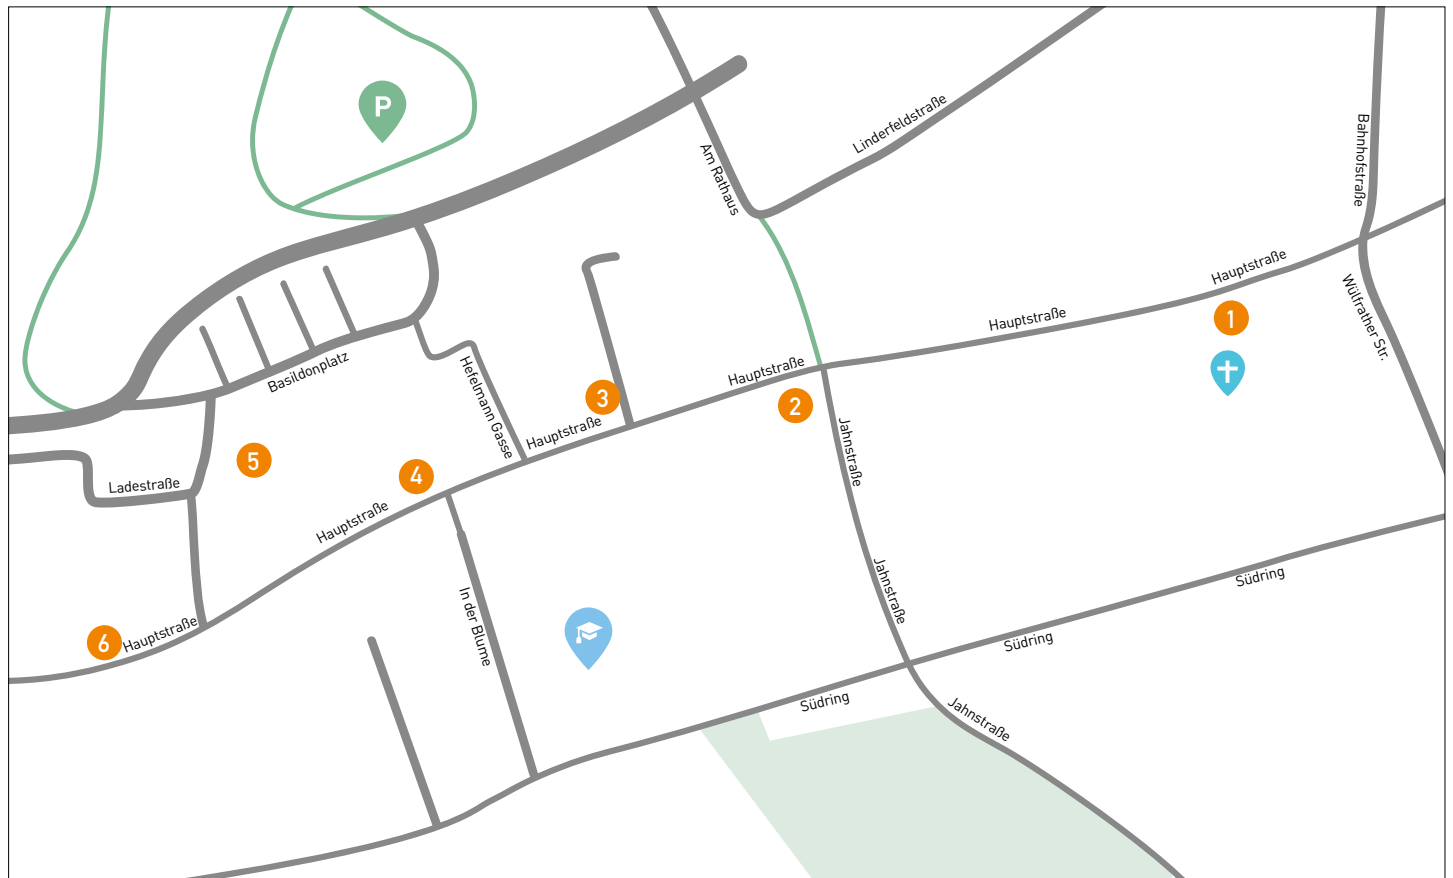 P
Linderfeldstraße
Am Rathaus
Bahnhofstraße
Hauptstraße
Wülfrather Str.
1
Hauptstraße
Basildonplatz
Hefelmann Gasse
Hauptstraße
3
2
Hauptstraße
Jahnstraße
5
4
Ladestraße
Hauptstraße
Jahnstraße
Südring
In der Blume
6
Hauptstraße
Südring
Südring
Jahnstraße